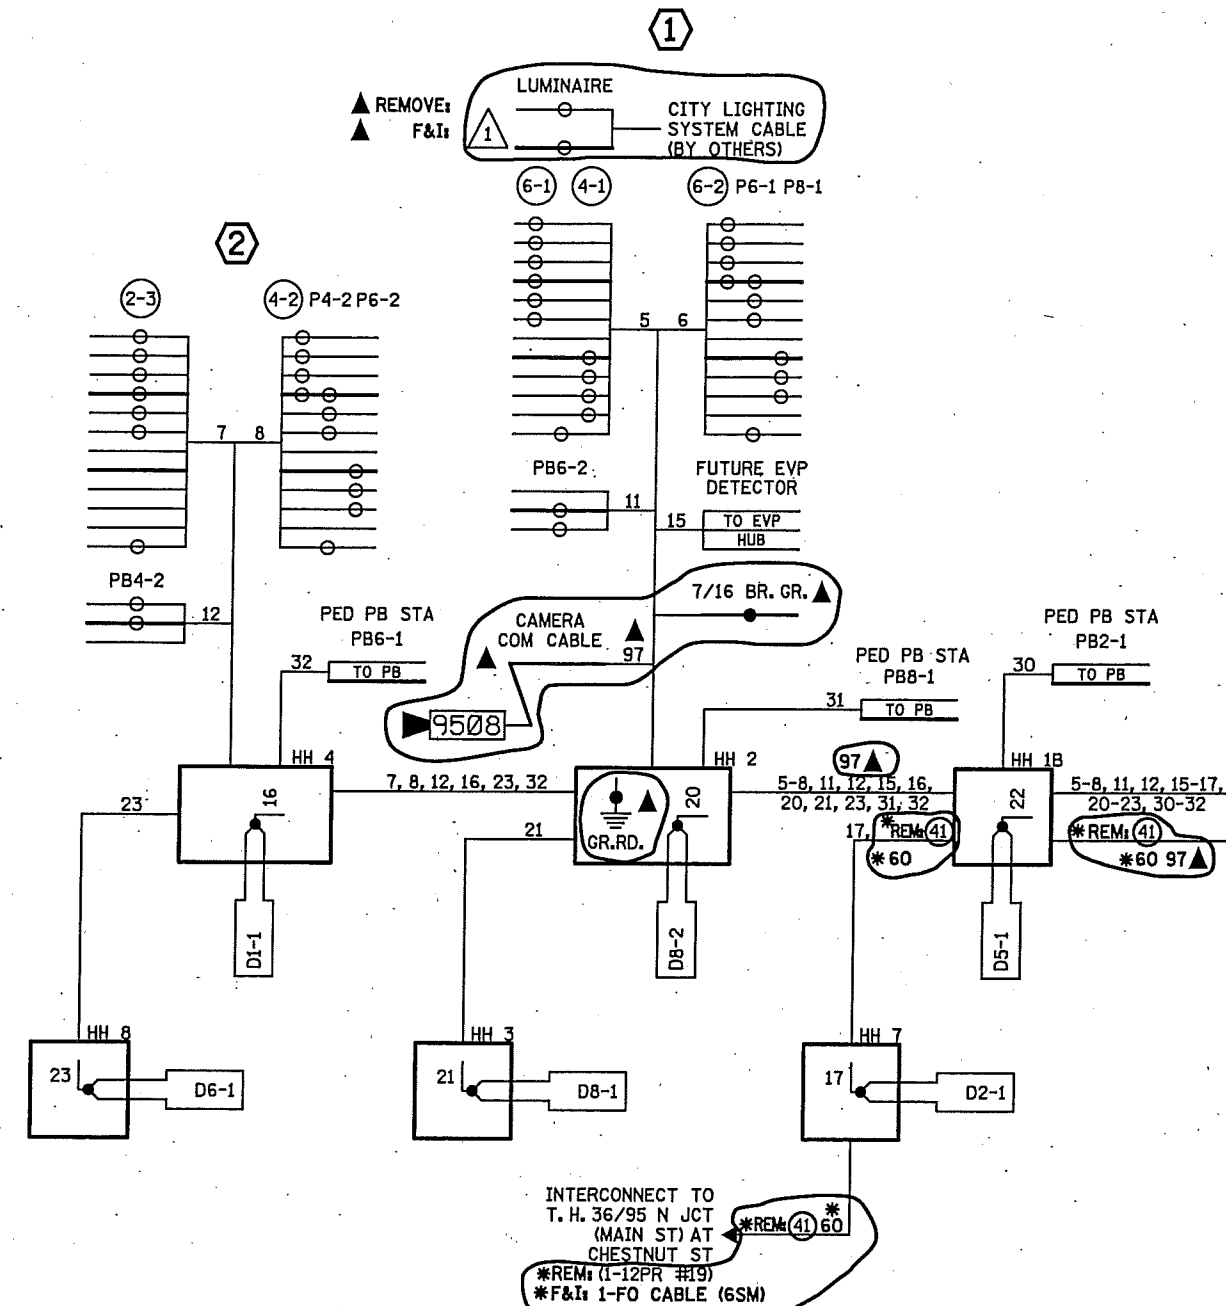 1
LUMINAIRE
▲ REMOVE:
▲ F&I:
1
CITY LIGHTING
SYSTEM CABLE
(BY OTHERS)
6-1 4-1
6-2 P6-1 P8-1
2
2-3
4-2 P4-2 P6-2
5 6
7 8
PB6-2
11
FUTURE EVP
DETECTOR
15
TO EVP
HUB
PB4-2
12
7/16 BR. GR. ▲
CAMERA
COM CABLE
▲
97
▲
9508
PED PB STA
PB6-1
32
TO PB
PED PB STA
PB8-1
31
TO PB
PED PB STA
PB2-1
30
TO PB
HH 4
HH 2
97 ▲
HH 1B
7, 8, 12, 16, 23, 32
5-8, 11, 12, 15, 16,
20, 21, 23, 31, 32
5-8, 11, 12, 15-17,
20-23, 30-32
23
16
21
▲
GR.RD.
20
17,
*REM: 41
*60
22
*REM: 41
*60 97 ▲
D1-1
D8-2
D5-1
HH 8
23
D6-1
HH 3
21
D8-1
HH 7
17
D2-1
INTERCONNECT TO
T. H. 36/95 N JCT
(MAIN ST) AT
CHESTNUT ST
*REM: 41 *60
*REM: (1-12PR #19)
*F&I: 1-FO CABLE (6SM)